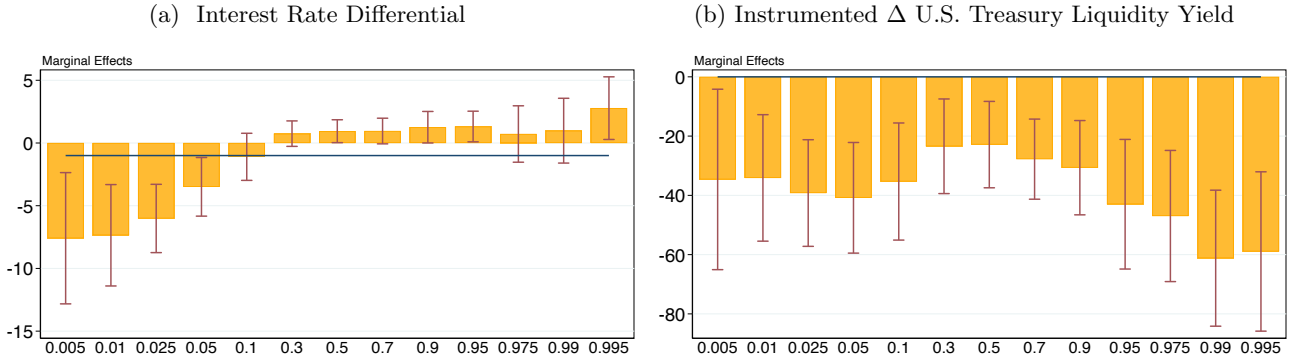 (a) Interest Rate Differential
Marginal Effects
5
0
-5
-10
-15
0.005 0.01 0.025 0.05 0.1 0.3 0.5 0.7 0.9 0.95 0.975 0.99 0.995
(b) Instrumented Δ U.S. Treasury Liquidity Yield
Marginal Effects
0
-20
-40
-60
-80
0.005 0.01 0.025 0.05 0.1 0.3 0.5 0.7 0.9 0.95 0.975 0.99 0.995